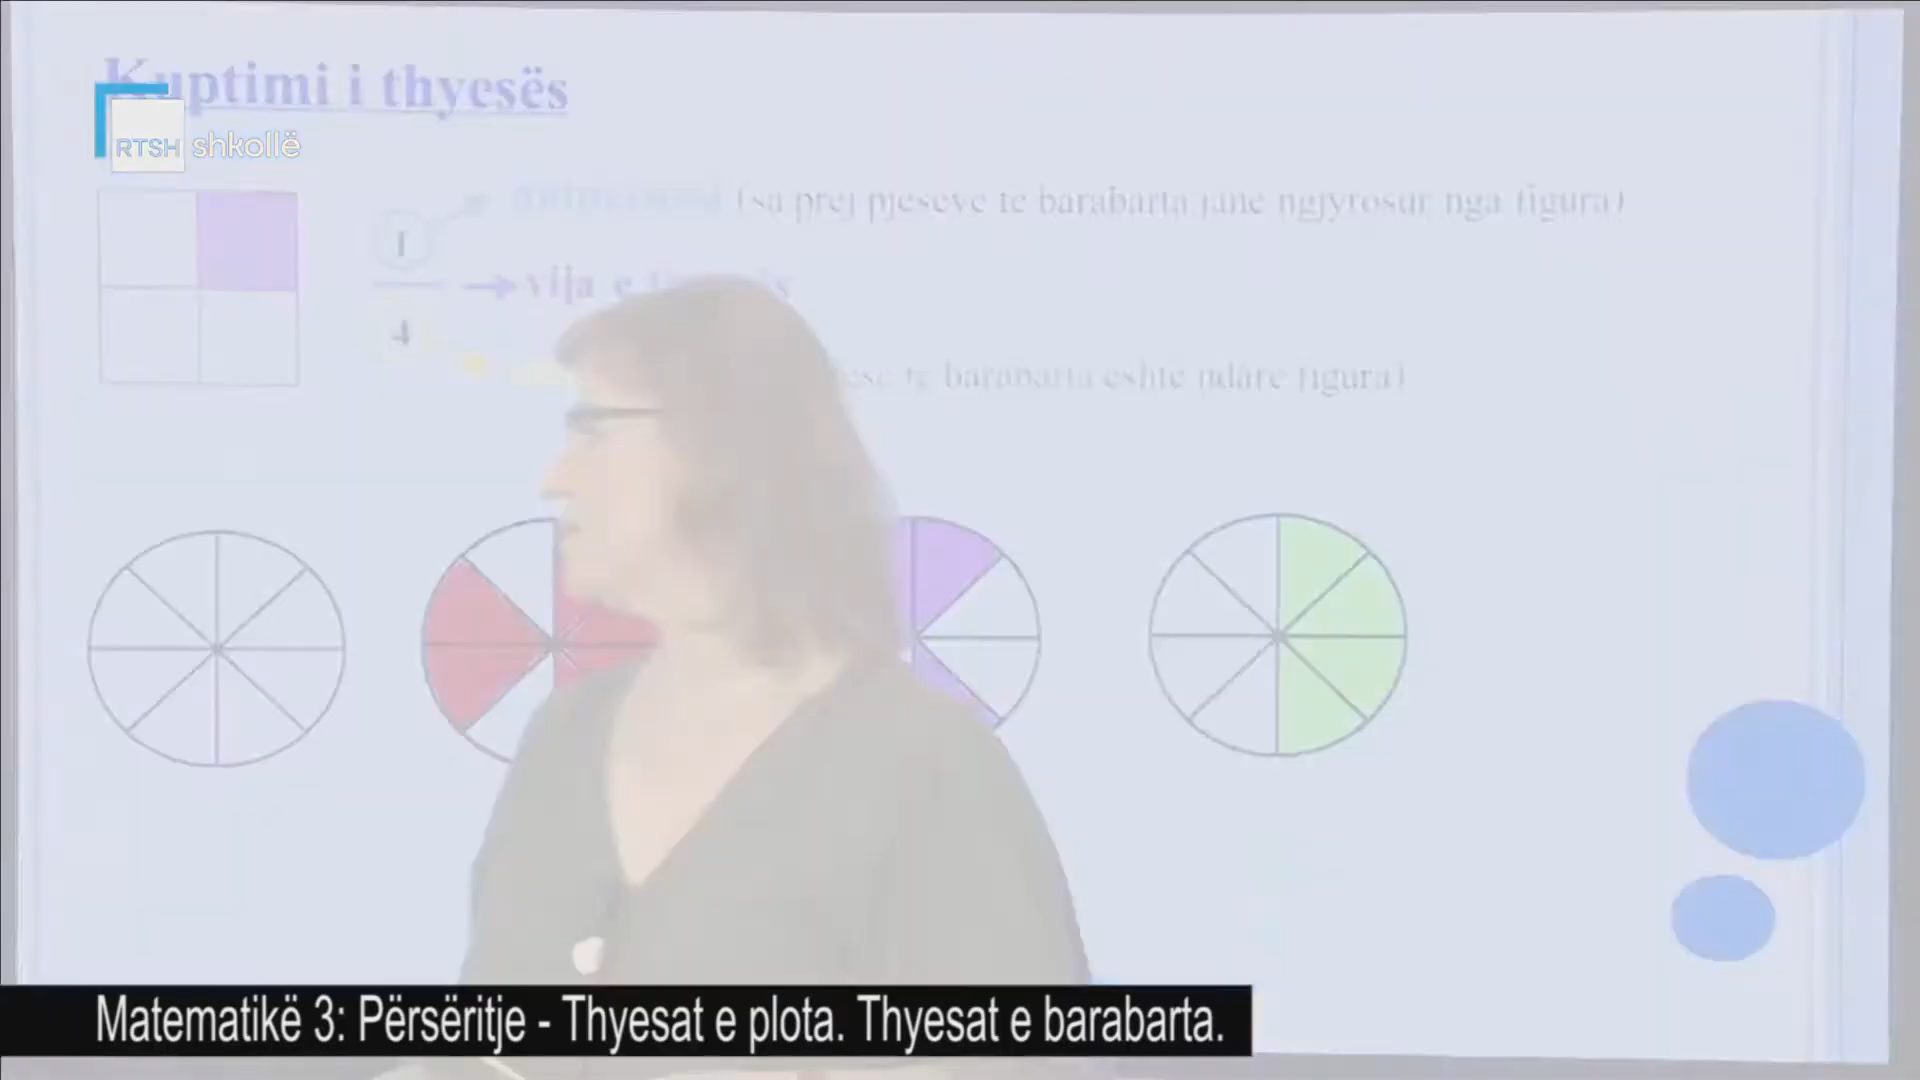 Kuptimi i thyesës
RTSH shkollë
1
(sa prej pjeseve te barabarta jane ngjyrosur nga figura)
vija e
4
te barabarta eshte ndare figura)
Matematikë 3: Përsëritje - Thyesat e plota. Thyesat e barabarta.